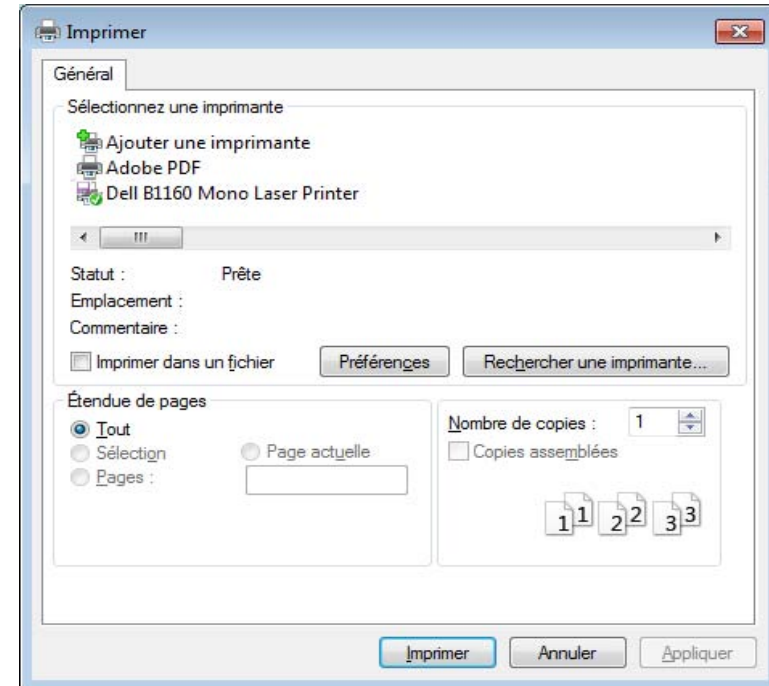 Imprimer
Général
Sélectionnez une imprimante
Ajouter une imprimante
Adobe PDF
Dell B1160 Mono Laser Printer
Statut : Prête
Emplacement :
Commentaire :
Imprimer dans un fichier Préférences Rechercher une imprimante...
Étendue de pages
Tout
Sélection Page actuelle
Pages :
Nombre de copies : 1
Copies assemblées
1 1 2 2 3 3
Imprimer Annuler Appliquer